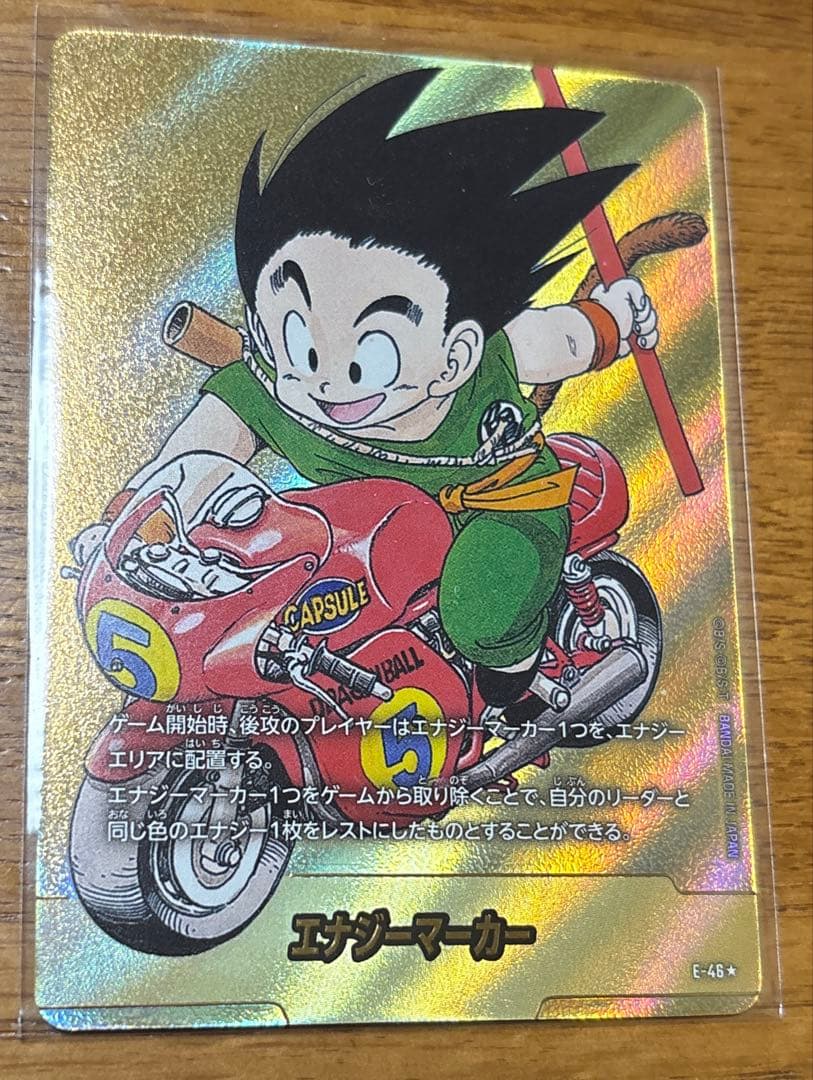 5
CAPSULE
DRAGONBALL
5
ゲーム開始時、後攻のプレイヤーはエナジーマーカー1つを、エナジー
エリアに配置する。
エナジーマーカー1つをゲームから取り除くことで、自分のリーダーと
同じ色のエナジー1枚をレストにしたものとすることができる。
エナジーマーカー
E-46★
BANDAI MADE IN JAPAN